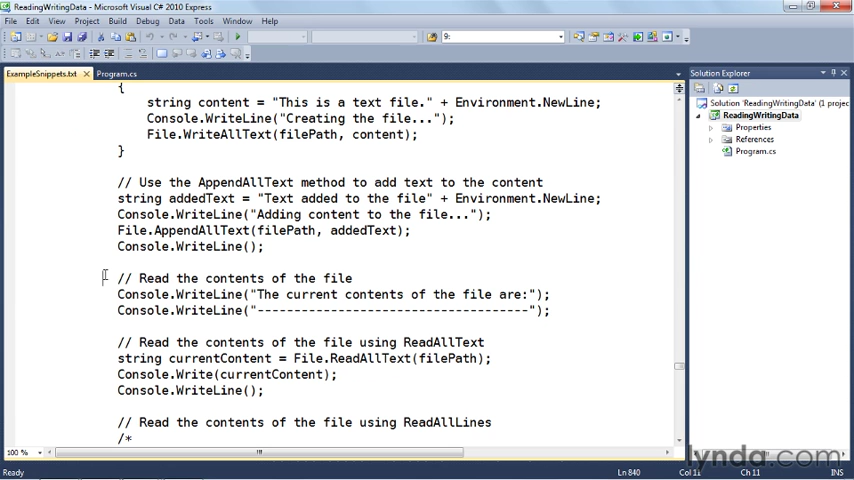 ReadingWritingData - Microsoft Visual C# 2010 Express
File Edit View Project Build Debug Data Tools Window Help
9:
ExampleSnippets.txt Program.cs
{
string content = "This is a text file." + Environment.NewLine;
Console.WriteLine("Creating the file...");
File.WriteAllText(filePath, content);
}
// Use the AppendAllText method to add text to the content
string addedText = "Text added to the file" + Environment.NewLine;
Console.WriteLine("Adding content to the file...");
File.AppendAllText(filePath, addedText);
Console.WriteLine();
// Read the contents of the file
Console.WriteLine("The current contents of the file are:");
Console.WriteLine("-------------------------------------");
// Read the contents of the file using ReadAllText
string currentContent = File.ReadAllText(filePath);
Console.Write(currentContent);
Console.WriteLine();
// Read the contents of the file using ReadAllLines
/*
100 %
Solution Explorer
Solution 'ReadingWritingData' (1 proj
ReadingWritingData
Properties
References
Program.cs
Ready
Ln 840
Col 11
Ch 11
INS
lynda.com